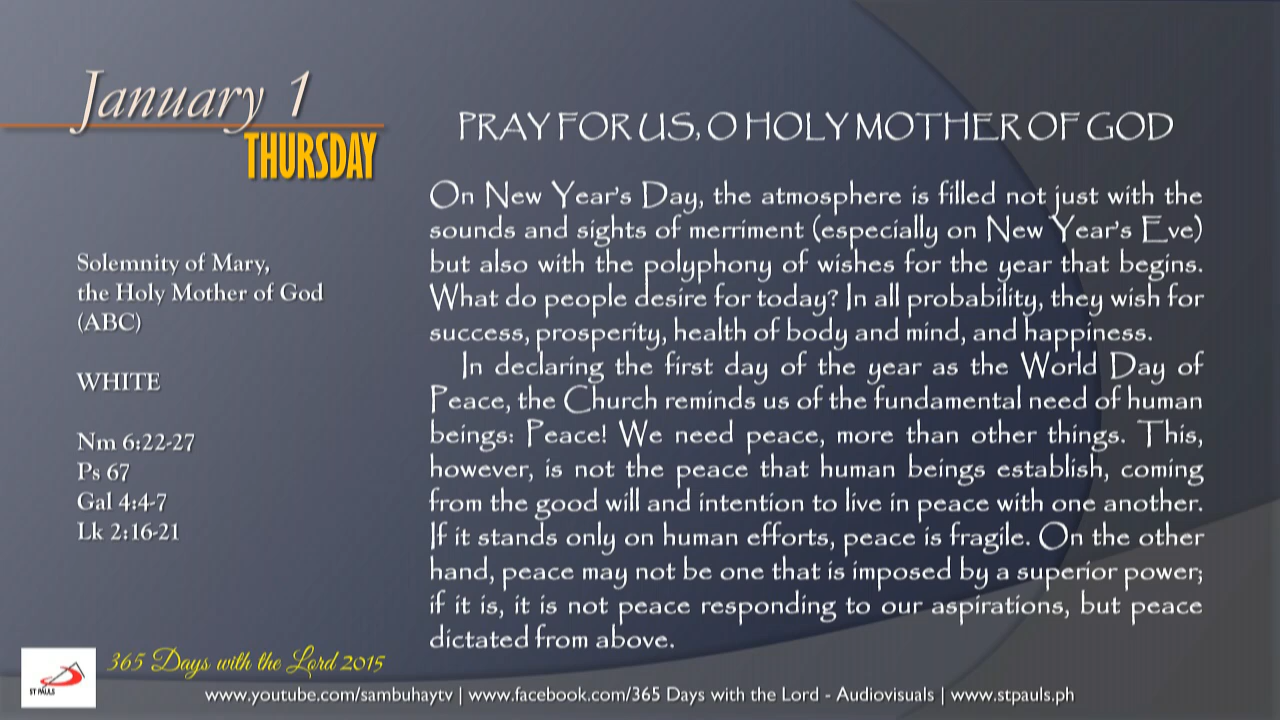 January 1
THURSDAY
Solemnity of Mary,
the Holy Mother of God
(ABC)
WHITE
Nm 6:22-27
Ps 67
Gal 4:4-7
Lk 2:16-21
PRAY FOR US, O HOLY MOTHER OF GOD
On New Year's Day, the atmosphere is filled not just with the
sounds and sights of merriment (especially on New Year's Eve)
but also with the polyphony of wishes for the year that begins.
What do people desire for today? In all probability, they wish for
success, prosperity, health of body and mind, and happiness.
In declaring the first day of the year as the World Day of
Peace, the Church reminds us of the fundamental need of human
beings: Peace! We need peace, more than other things. This,
however, is not the peace that human beings establish, coming
from the good will and intention to live in peace with one another.
If it stands only on human efforts, peace is fragile. On the other
hand, peace may not be one that is imposed by a superior power;
if it is, it is not peace responding to our aspirations, but peace
dictated from above.
ST PAULS
365 Days with the Lord 2015
www.youtube.com/sambuhaytv | www.facebook.com/365 Days with the Lord - Audiovisuals | www.stpauls.ph